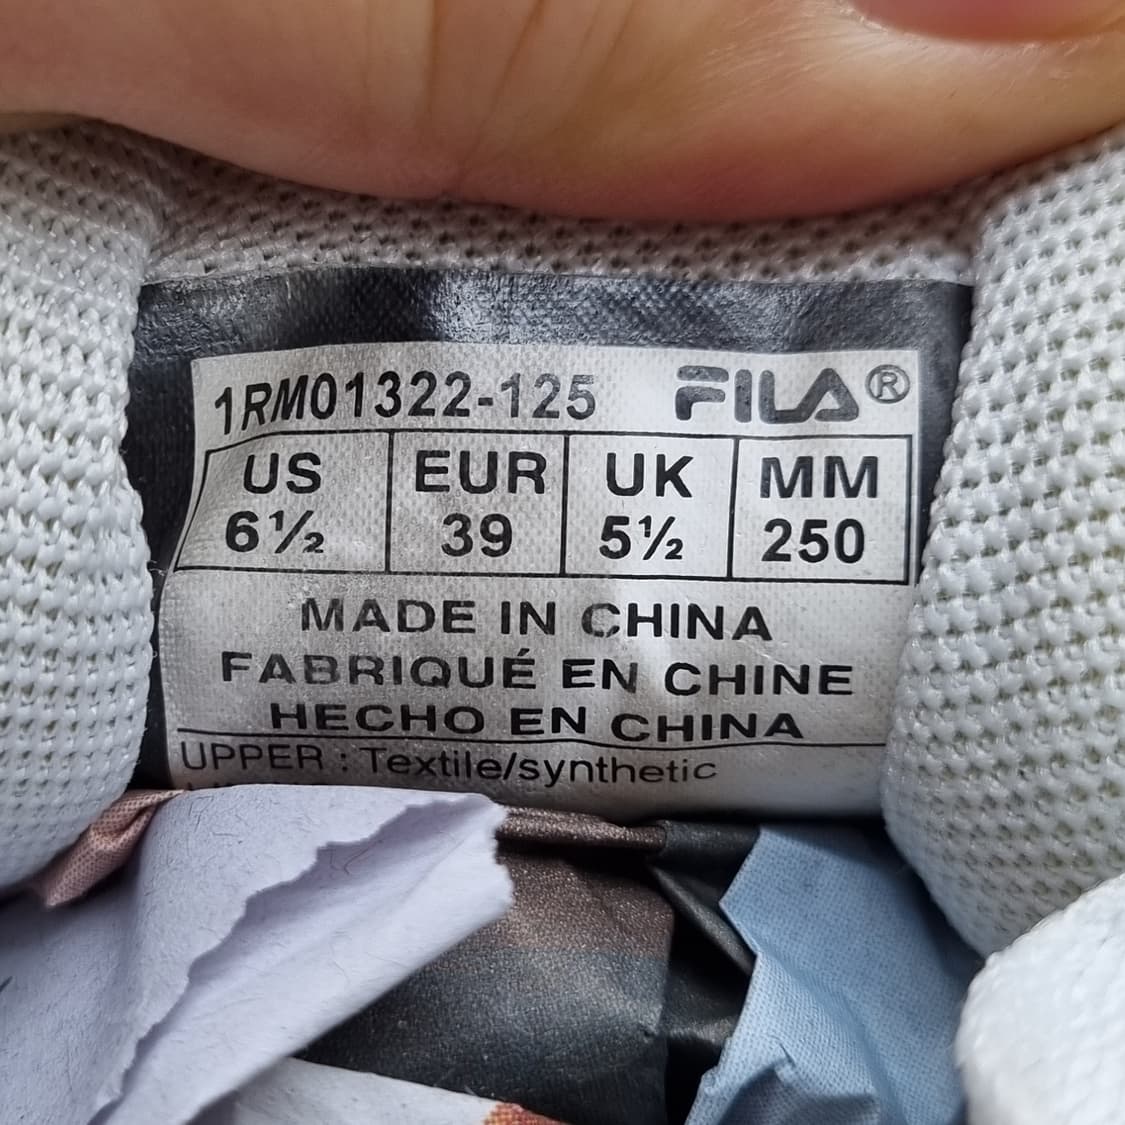 1RM01322-125 FILA®
US EUR UK MM
6½ 39 5½ 250
MADE IN CHINA
FABRIQUÉ EN CHINE
HECHO EN CHINA
UPPER : Textile/synthetic